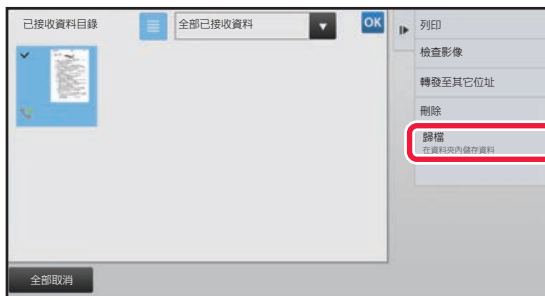 已接收資料目錄
全部已接收資料
OK
列印
檢查影像
轉發至其它位址
刪除
歸檔
在資料夾內儲存資料
全部取消